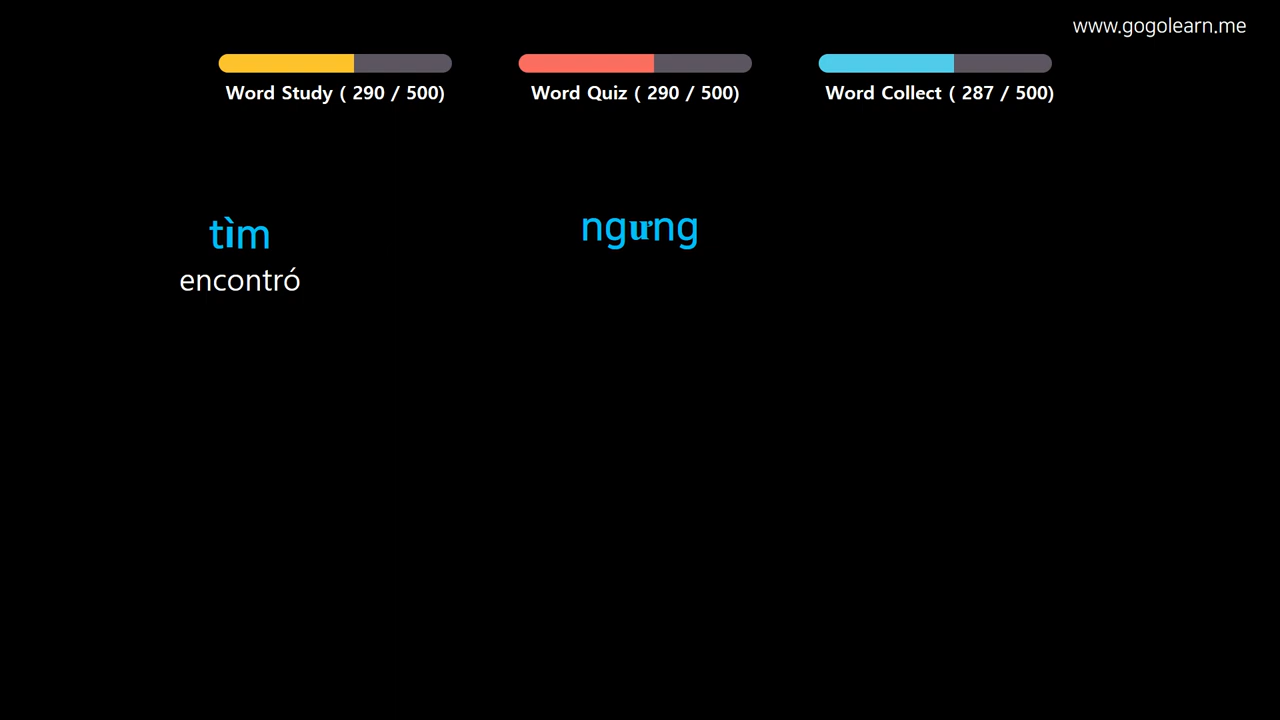 www.gogolearn.me
Word Study ( 290 / 500)
Word Quiz ( 290 / 500)
Word Collect ( 287 / 500)
tìm
encontró
ngưng